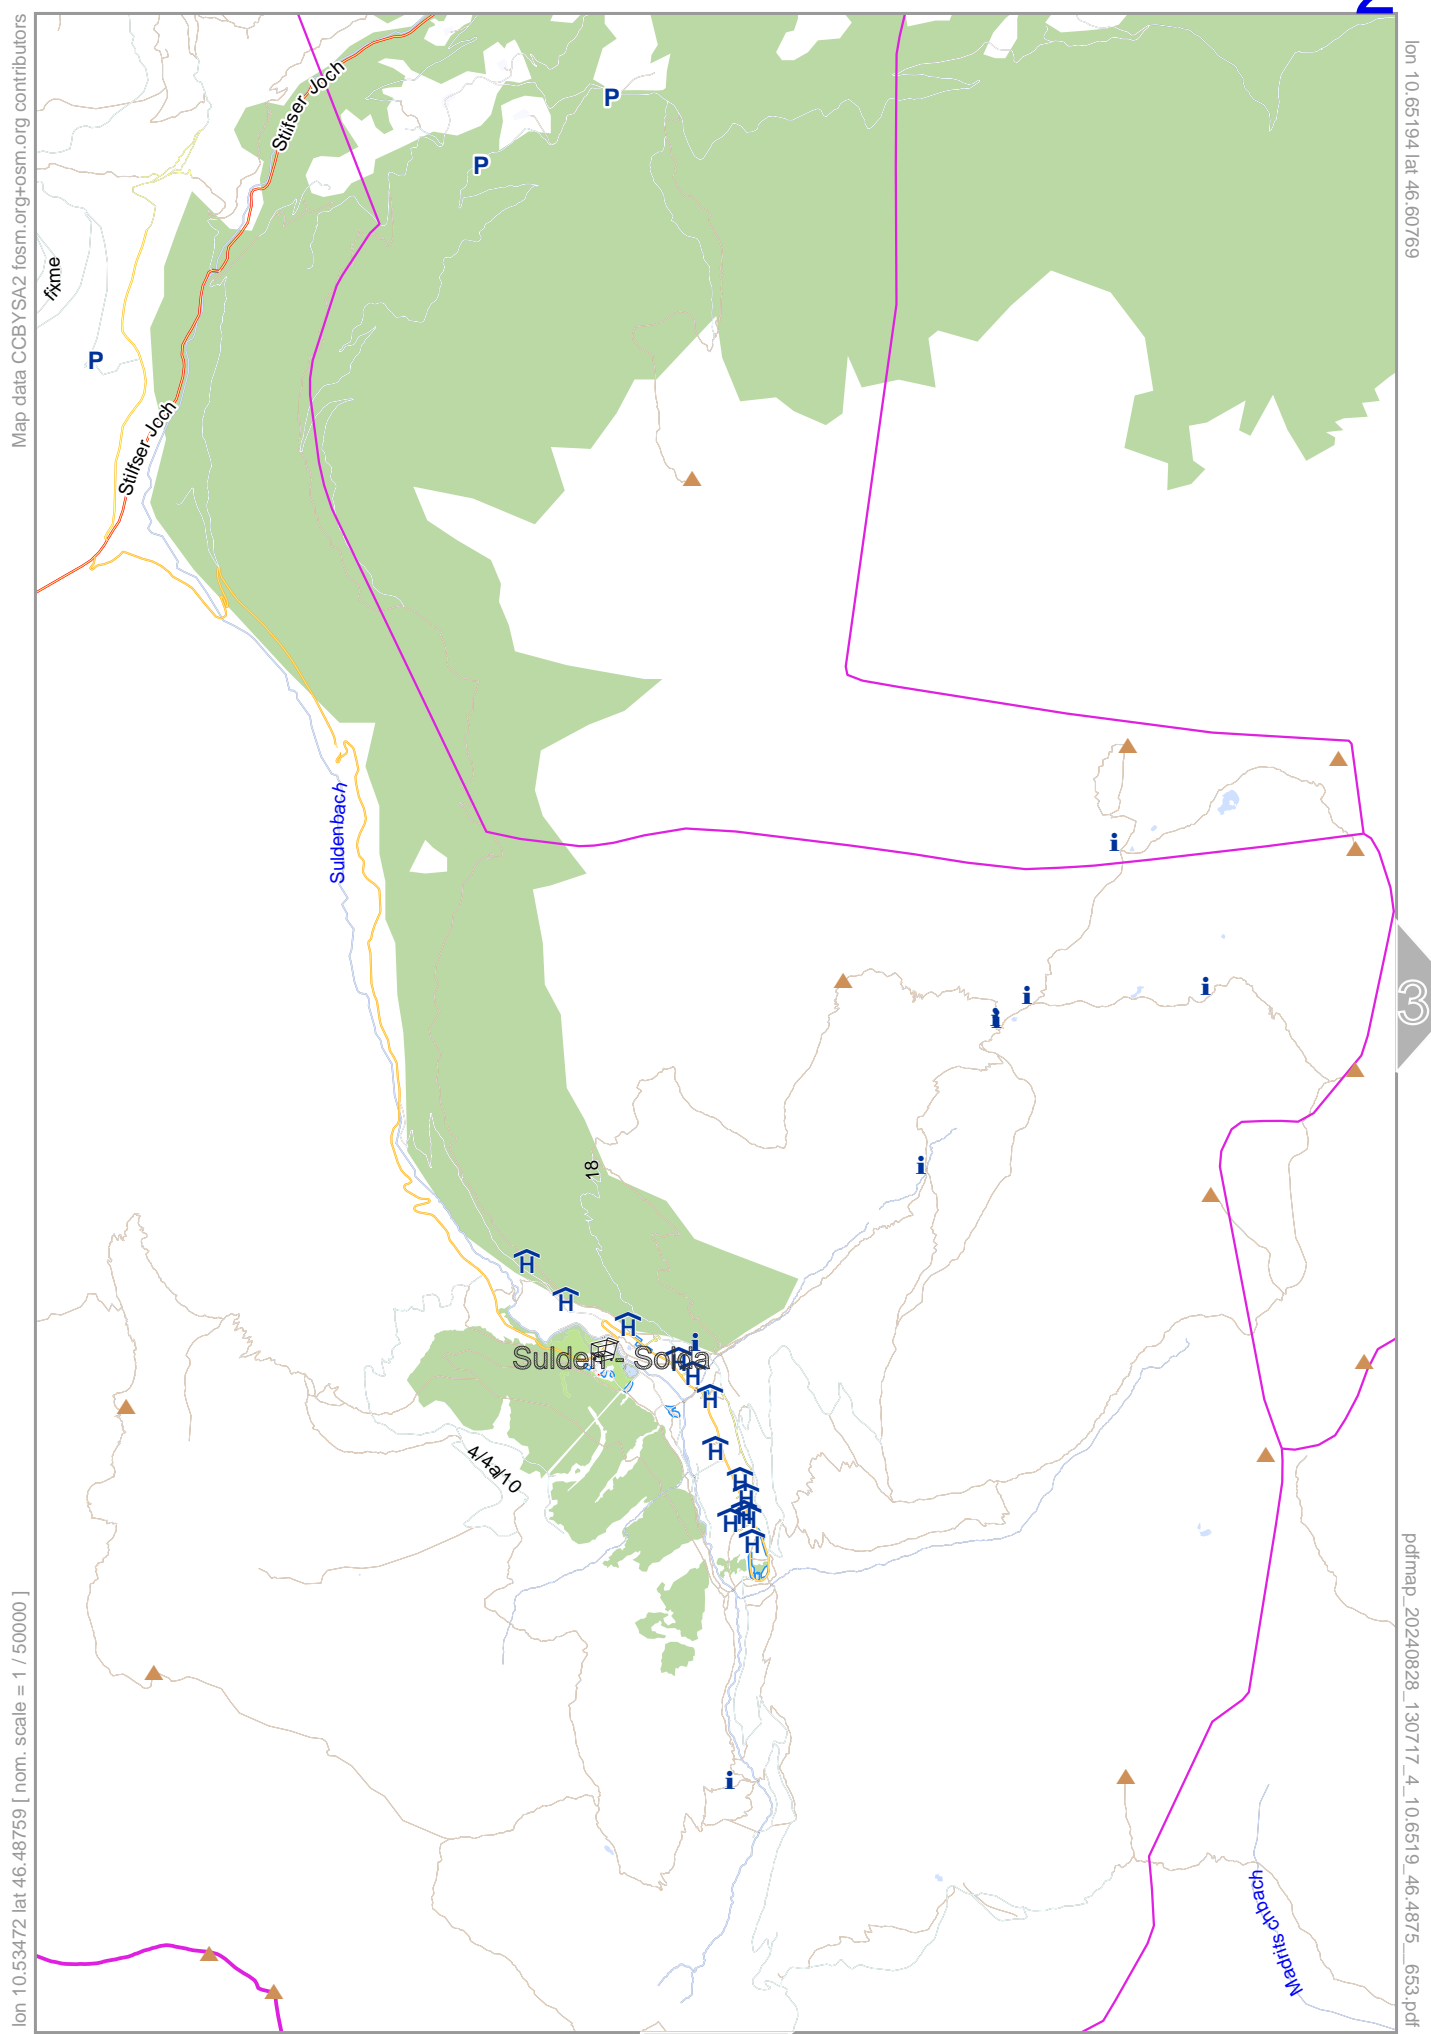 2
lon 10.65194 lat 46.60769
Map data CCBYSA2 fosm.org+osm.org contributors
Stilfser Joch
P
P
fixme
P
Stilfser Joch
Suldenbach
i
i
i
i
3
i
18
H
H
H
i
Sulden - Solda
H
H
H
H
4/4a/10
H
H
H
H
H
H
i
Madritschbach
lon 10.53472 lat 46.48759 [ nom. scale = 1 / 50000 ]
pdfmap_20240828_130717_4_10.6519_46.4875__653.pdf